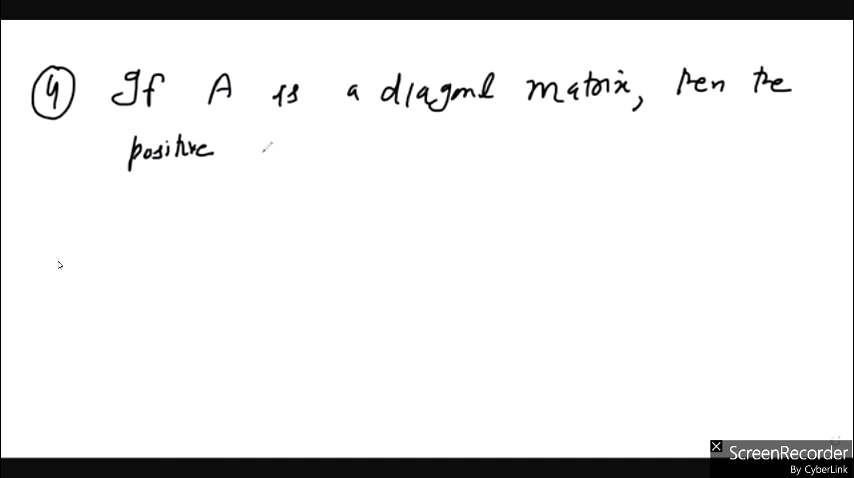 ④ If A is a diagonal matrix, then the
positive
ScreenRecorder
By CyberLink